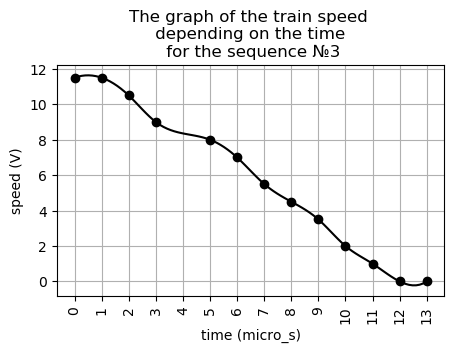 The graph of the train speed
depending on the time
for the sequence №3
12
10
8
6
4
2
0
speed (V)
0 1 2 3 4 5 6 7 8 9 10 11 12 13
time (micro_s)